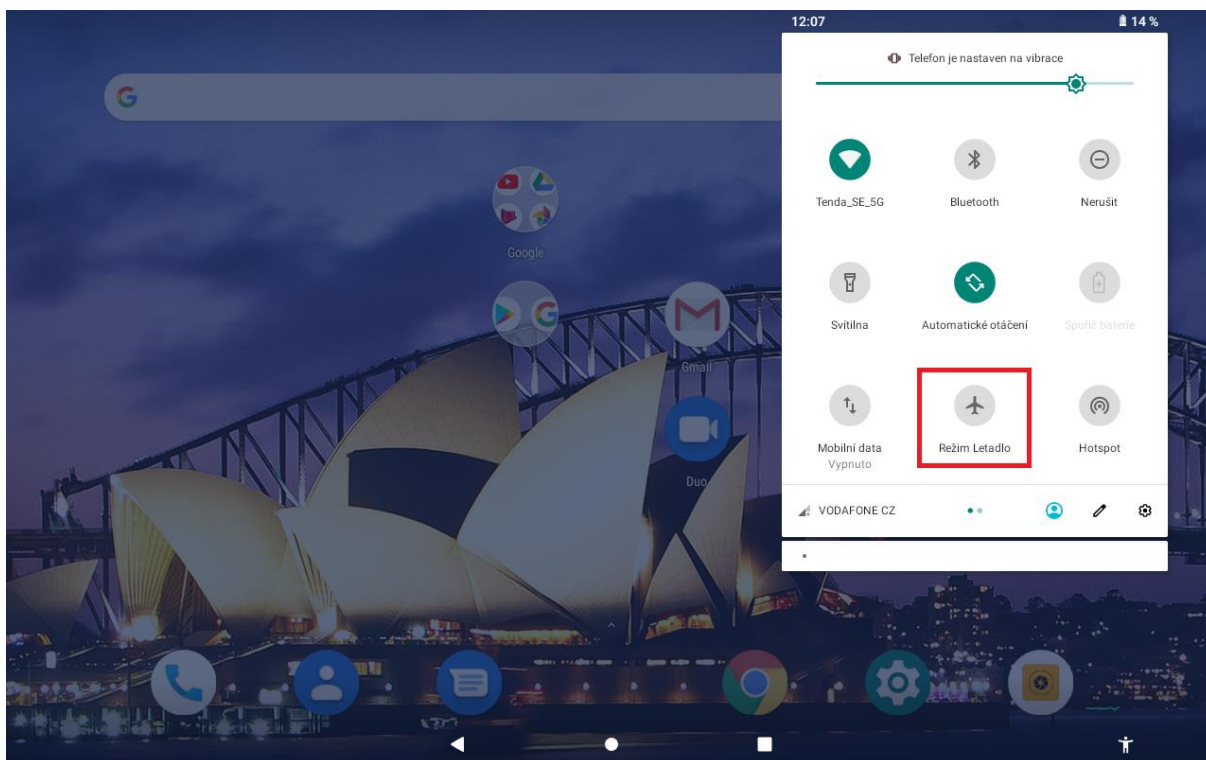 12:07
14 %
Telefon je nastaven na vibrace
Tenda_SE_5G
Bluetooth
Nerušit
Svítilna
Automatické otáčení
Spořič baterie
Mobilní data
Vypnuto
Režim Letadlo
Hotspot
VODAFONE CZ
Google
Gmail
Duo